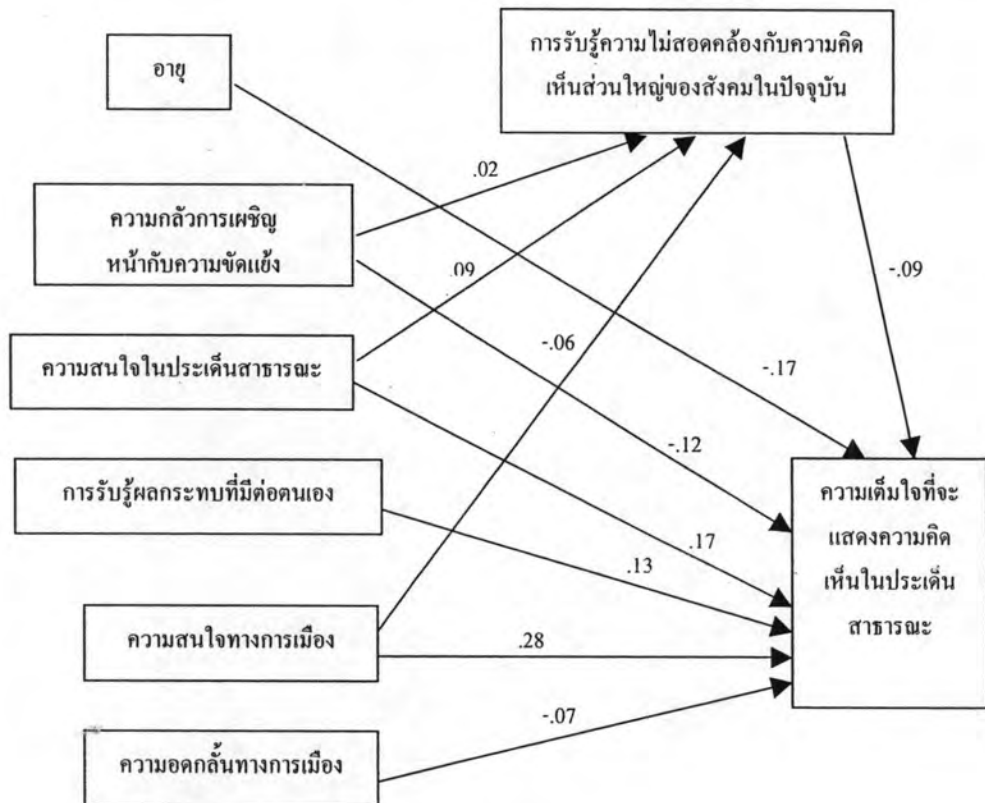 อายุ
การรับรู้ความไม่สอดคล้องกับความคิด
เห็นส่วนใหญ่ของสังคมในปัจจุบัน
.02
ความกลัวการเผชิญ
หน้ากับความขัดแย้ง
.09
-.09
-.06
-.17
ความสนใจในประเด็นสาธารณะ
-.12
การรับรู้ผลกระทบที่มีต่อตนเอง
.17
.13
ความเต็มใจที่จะ
แสดงความคิด
เห็นในประเด็น
สาธารณะ
ความสนใจทางการเมือง
.28
-.07
ความอดกลั้นทางการเมือง